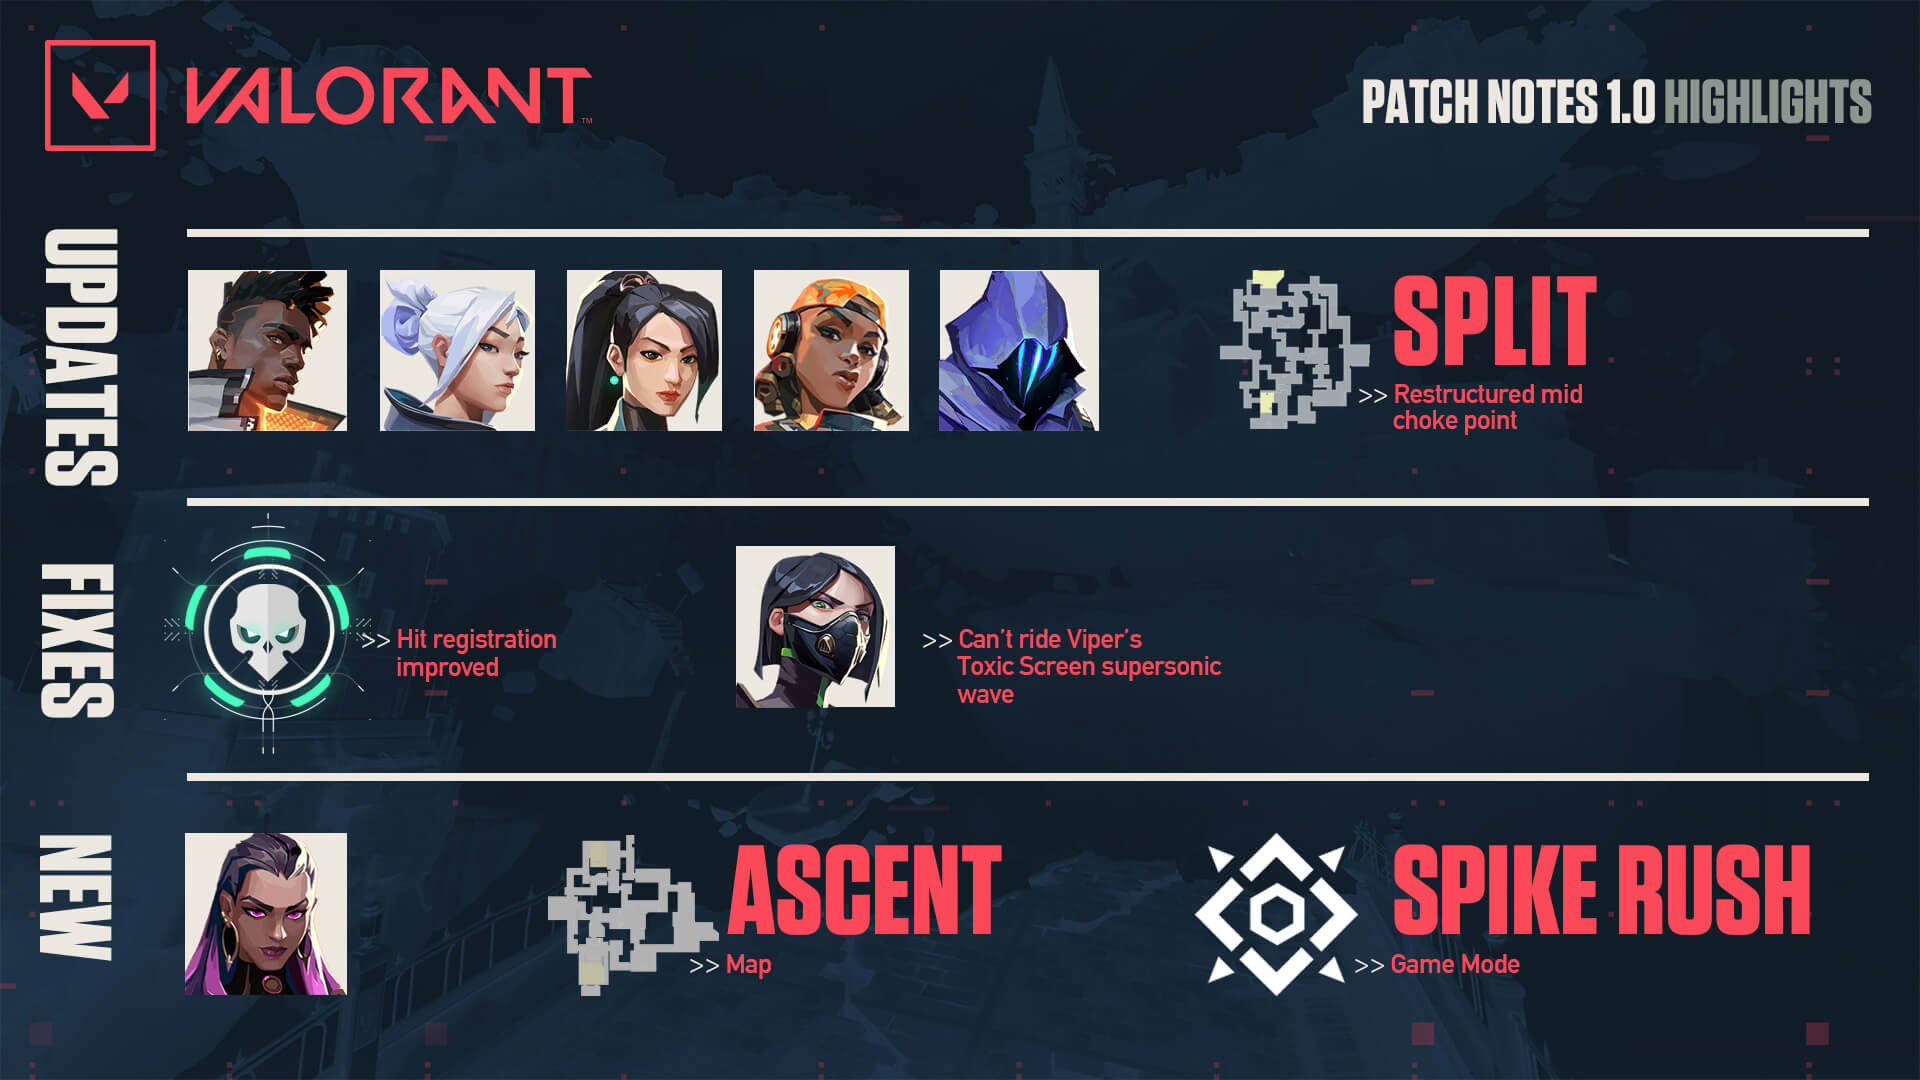 VALORANT™
PATCH NOTES 1.0 HIGHLIGHTS
UPDATES
SPLIT
>> Restructured mid
choke point
FIXES
>> Hit registration
improved
>> Can't ride Viper's
Toxic Screen supersonic
wave
NEW
ASCENT
>> Map
SPIKE RUSH
>> Game Mode